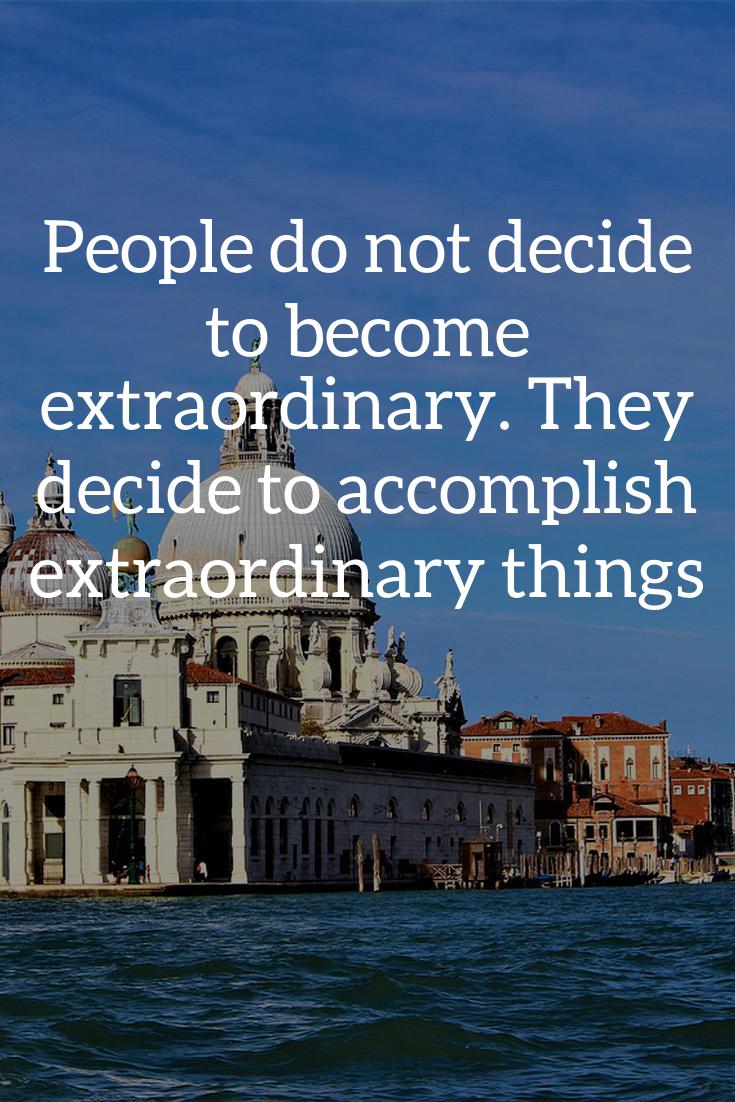 People do not decide
to become
extraordinary. They
decide to accomplish
extraordinary things